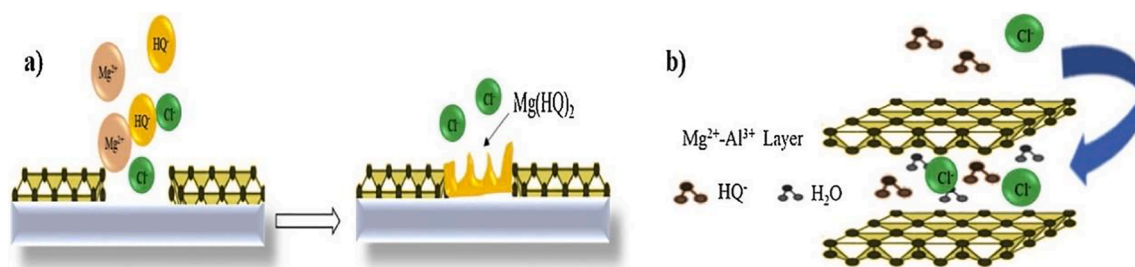 a)
HQ⁻
Mg²⁺
HQ⁻
Cl⁻
Mg²⁺
Cl⁻
Cl⁻
Cl⁻
Mg(HQ)₂
b)
Cl⁻
Mg²⁺-Al³⁺ Layer
HQ⁻
H₂O
Cl⁻
Cl⁻